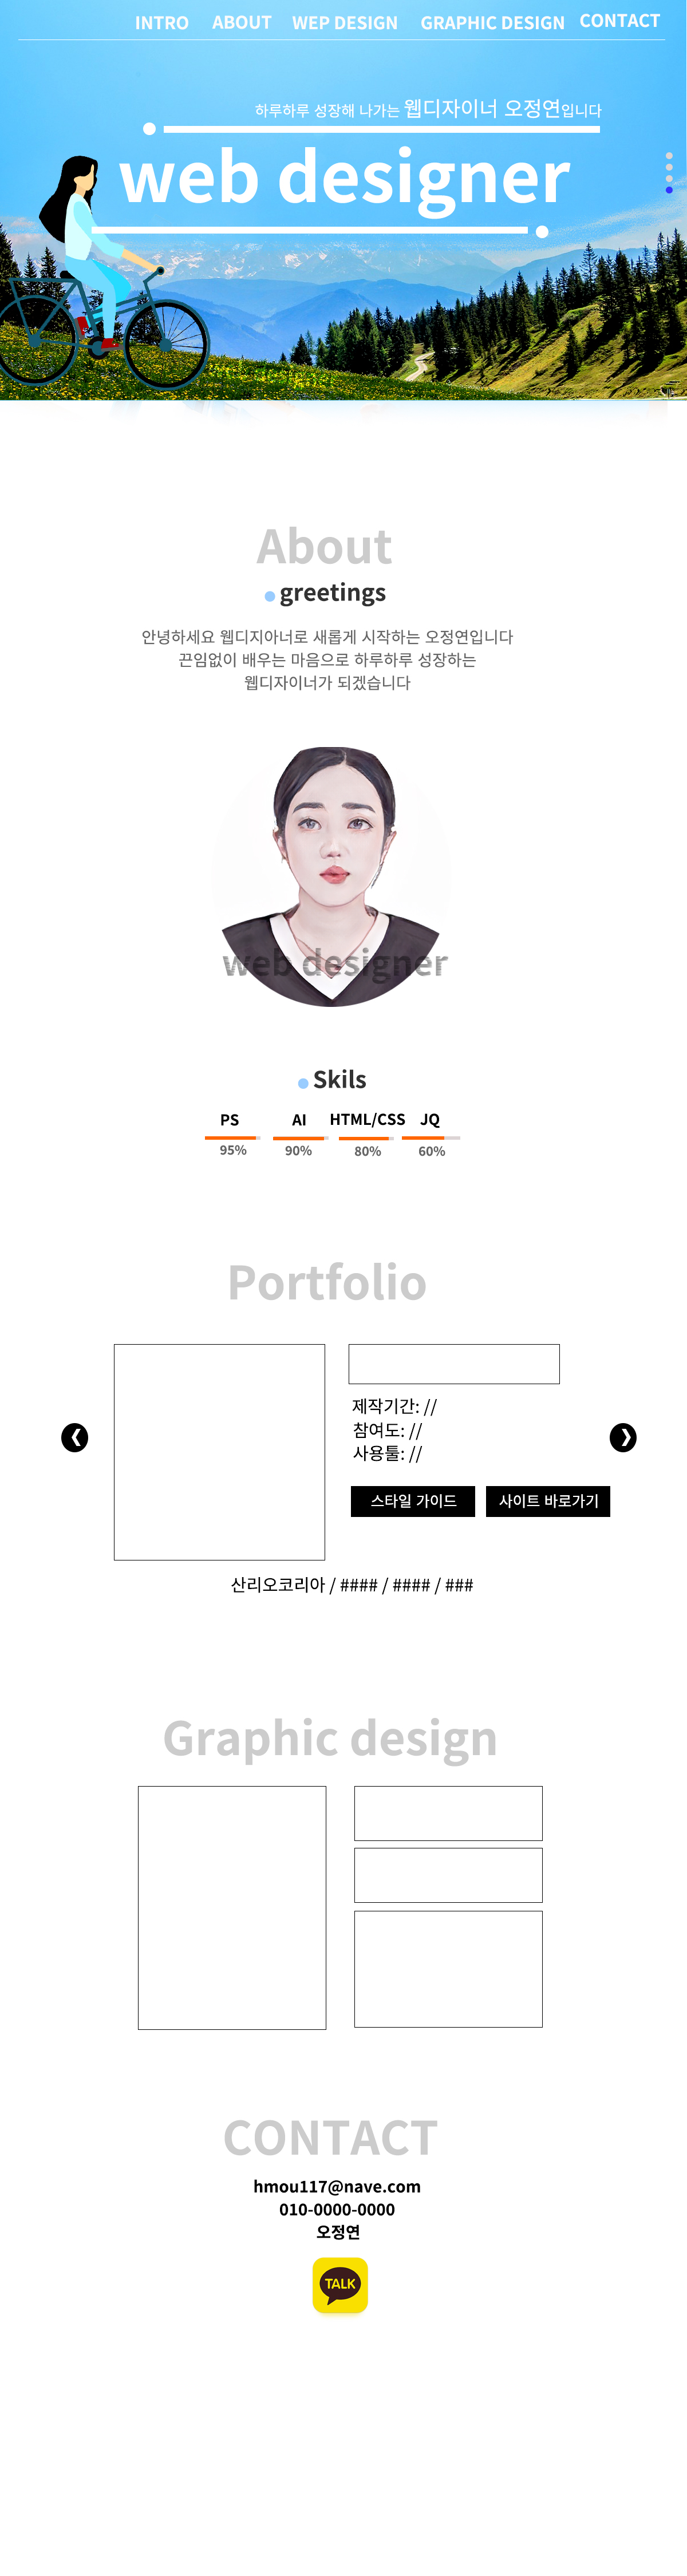 INTRO ABOUT WEP DESIGN GRAPHIC DESIGN CONTACT
하루하루 성장해 나가는 웹디자이너 오정연입니다
web designer
About
greetings
안녕하세요 웹디지아너로 새롭게 시작하는 오정연입니다
끈임없이 배우는 마음으로 하루하루 성장하는
웹디자이너가 되겠습니다
web designer
Skils
PS AI HTML/CSS JQ
95% 90% 80% 60%
Portfolio
제작기간: //
참여도: //
사용툴: //
스타일 가이드 사이트 바로가기
산리오코리아 / #### / #### / ###
Graphic design
CONTACT
hmou117@nave.com
010-0000-0000
오정연
TALK